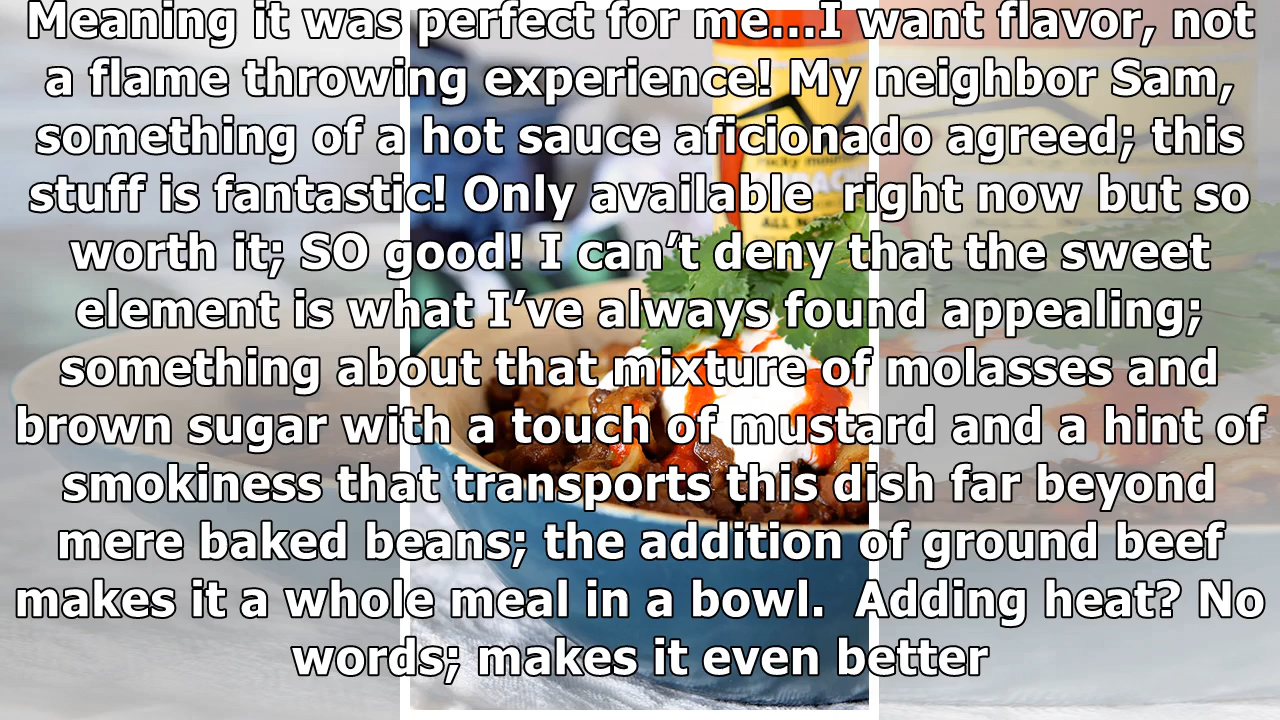 Meaning it was perfect for me...I want flavor, not
a flame throwing experience! My neighbor Sam,
something of a hot sauce aficionado agreed; this
stuff is fantastic! Only available  right now but so
worth it; SO good! I can’t deny that the sweet
element is what I’ve always found appealing;
something about that mixture of molasses and
brown sugar with a touch of mustard and a hint of
smokiness that transports this dish far beyond
mere baked beans; the addition of ground beef
makes it a whole meal in a bowl.  Adding heat? No
words; makes it even better